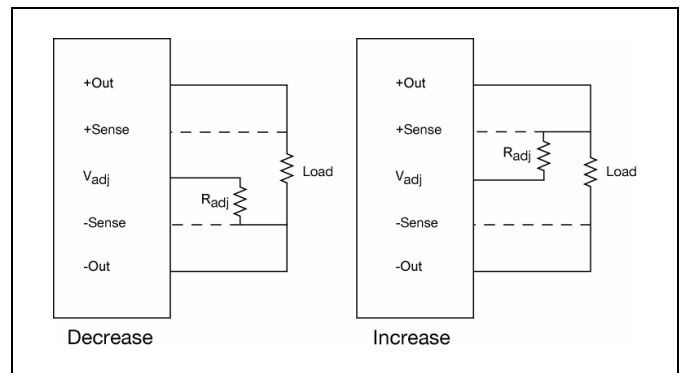 +Out
+Sense
Vadj
-Sense
-Out
Radj
Load
Decrease
+Out
+Sense
Vadj
-Sense
-Out
Radj
Load
Increase